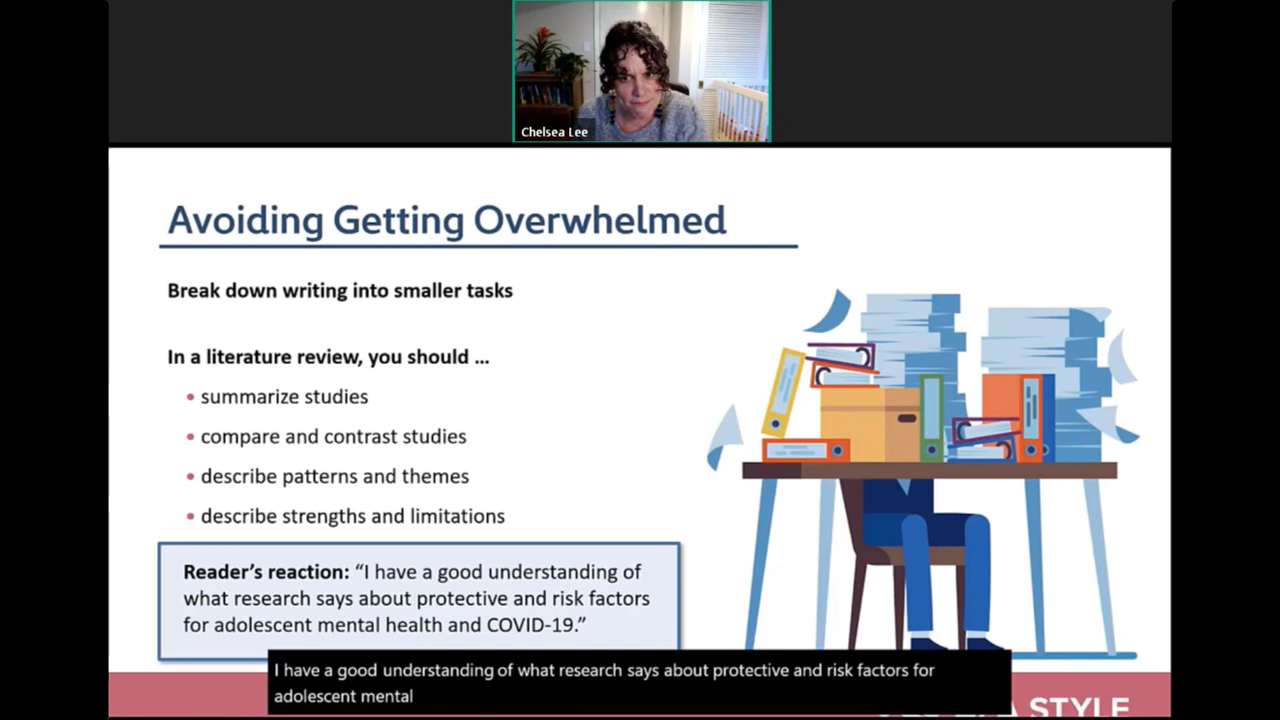 Chelsea Lee
Avoiding Getting Overwhelmed
Break down writing into smaller tasks
In a literature review, you should ...
• summarize studies
• compare and contrast studies
• describe patterns and themes
• describe strengths and limitations
Reader’s reaction: “I have a good understanding of
what research says about protective and risk factors
for adolescent mental health and COVID-19.”
I have a good understanding of what research says about protective and risk factors for
adolescent mental
STYLE